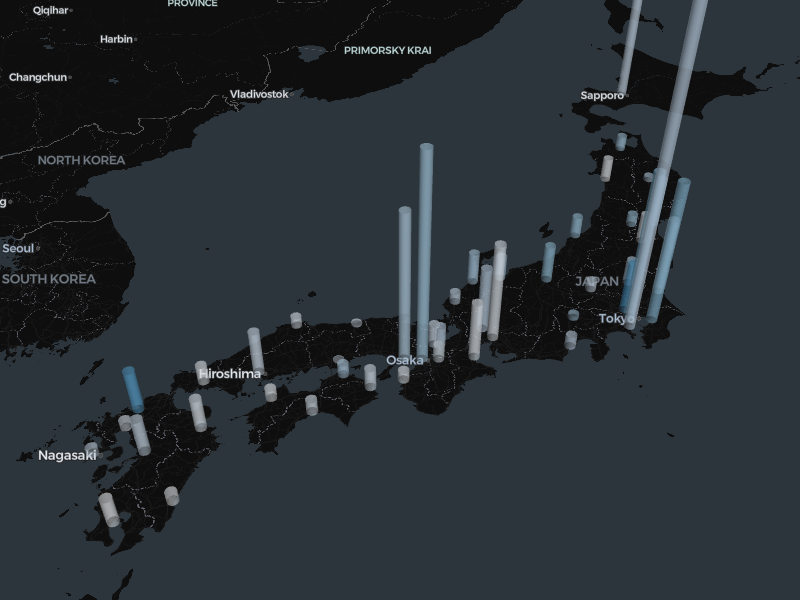 PROVINCE
Qiqihar
Harbin
PRIMORSKY KRAI
Changchun
Vladivostok
Sapporo
NORTH KOREA
g
Seoul
SOUTH KOREA
JAPAN
Tokyo
Osaka
Hiroshima
Nagasaki